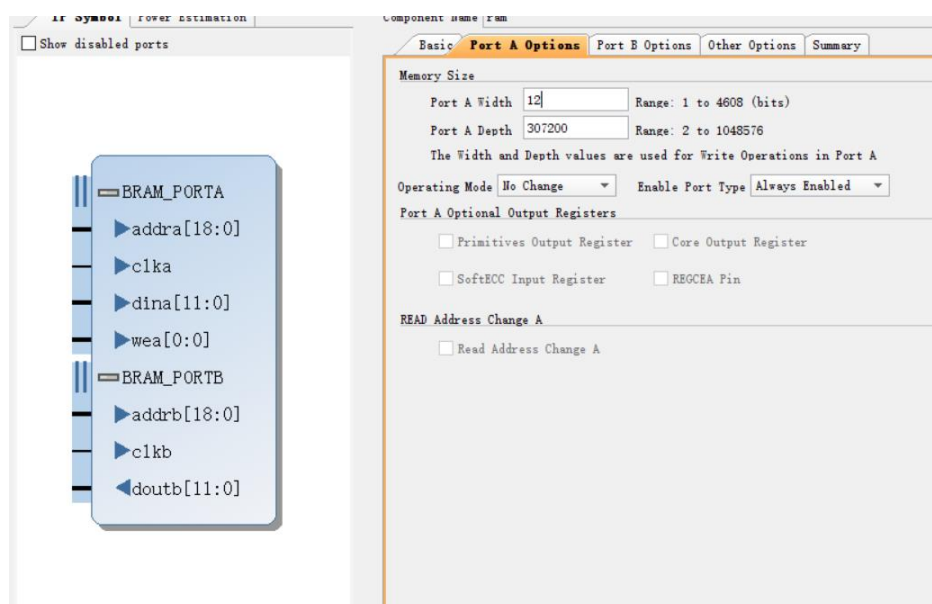 IP Symbol Power Estimation
Show disabled ports
BRAM_PORTA
addra[18:0]
clka
dina[11:0]
wea[0:0]
BRAM_PORTB
addrb[18:0]
clkb
doutb[11:0]
Component Name ram
Basic Port A Options Port B Options Other Options Summary
Memory Size
Port A Width 12 Range: 1 to 4608 (bits)
Port A Depth 307200 Range: 2 to 1048576
The Width and Depth values are used for Write Operations in Port A
Operating Mode No Change Enable Port Type Always Enabled
Port A Optional Output Registers
Primitives Output Register Core Output Register
SoftECC Input Register REGCEA Pin
READ Address Change A
Read Address Change A